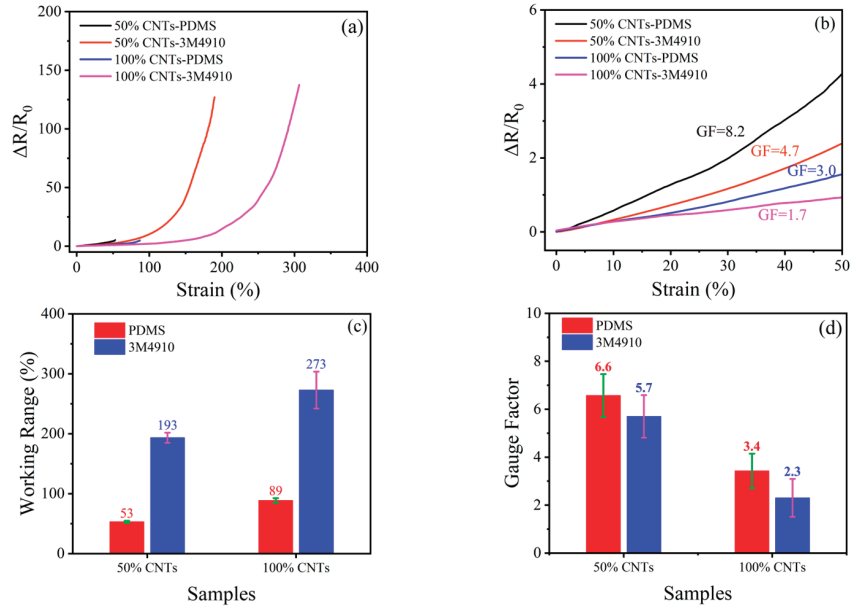 (a)
50% CNTs-PDMS
50% CNTs-3M4910
100% CNTs-PDMS
100% CNTs-3M4910
200
150
100
50
0
ΔR/R0
0 100 200 300 400
Strain (%)
(b)
50% CNTs-PDMS
50% CNTs-3M4910
100% CNTs-PDMS
100% CNTs-3M4910
6
4
2
0
ΔR/R0
GF=8.2
GF=4.7
GF=3.0
GF=1.7
0 10 20 30 40 50
Strain (%)
(c)
PDMS
3M4910
400
300
200
100
0
Working Range (%)
53
193
89
273
50% CNTs 100% CNTs
Samples
(d)
PDMS
3M4910
10
8
6
4
2
0
Gauge Factor
6.6
5.7
3.4
2.3
50% CNTs 100% CNTs
Samples